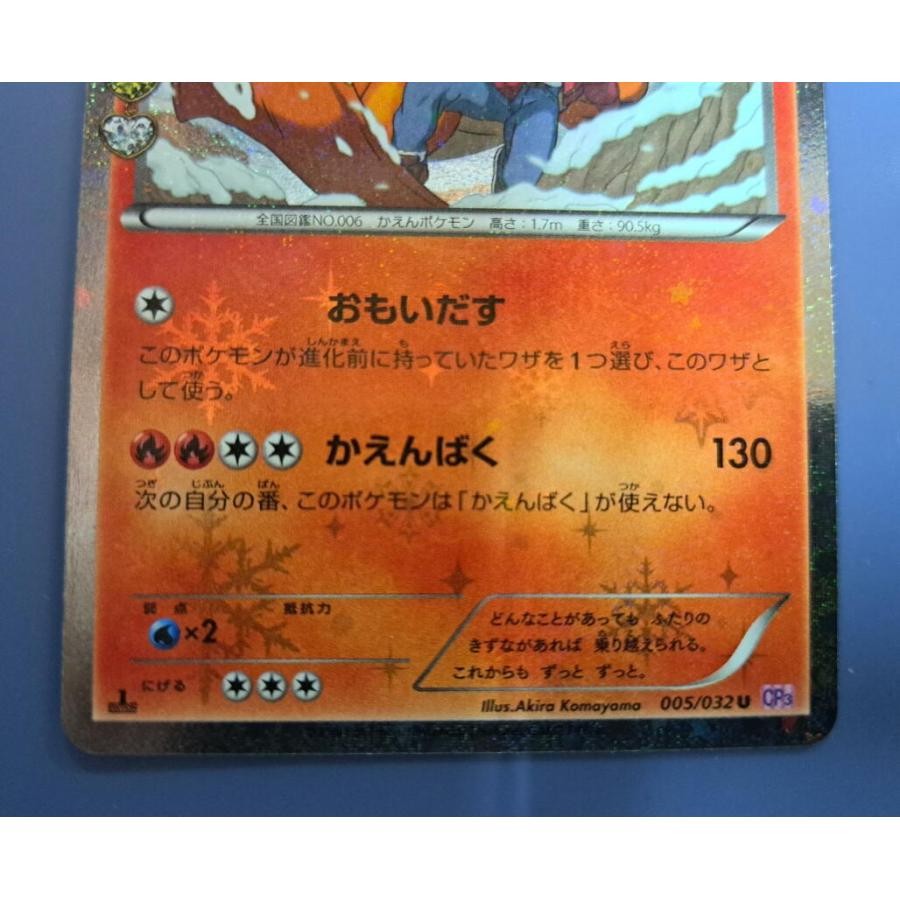 全国図鑑NO.006 かえんポケモン 高さ:1.7m 重さ:90.5kg
おもいだす
このポケモンが進化前に持っていたワザを1つ選び、このワザと
して使う。
かえんばく 130
次の自分の番、このポケモンは「かえんばく」が使えない。
弱点 抵抗力
×2
にげる
どんなことがあっても ふたりの
きずながあれば 乗り越えられる。
これからも ずっと ずっと。
1
Illus.Akira Komayama 005/032 U CP3